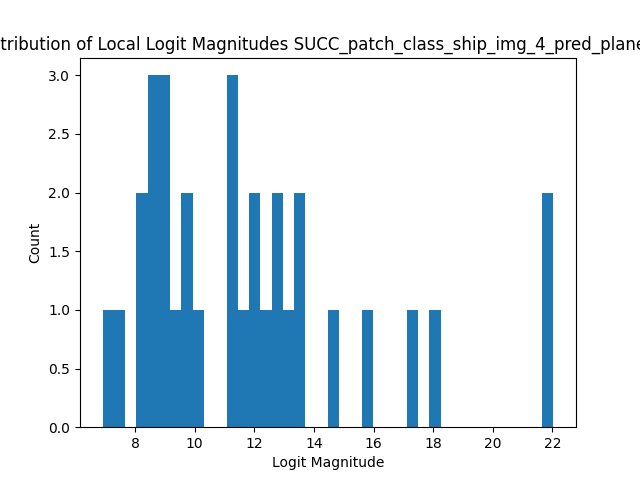 tribution of Local Logit Magnitudes SUCC_patch_class_ship_img_4_pred_plane
3.0
2.5
2.0
1.5
1.0
0.5
0.0
Count
8 10 12 14 16 18 20 22
Logit Magnitude